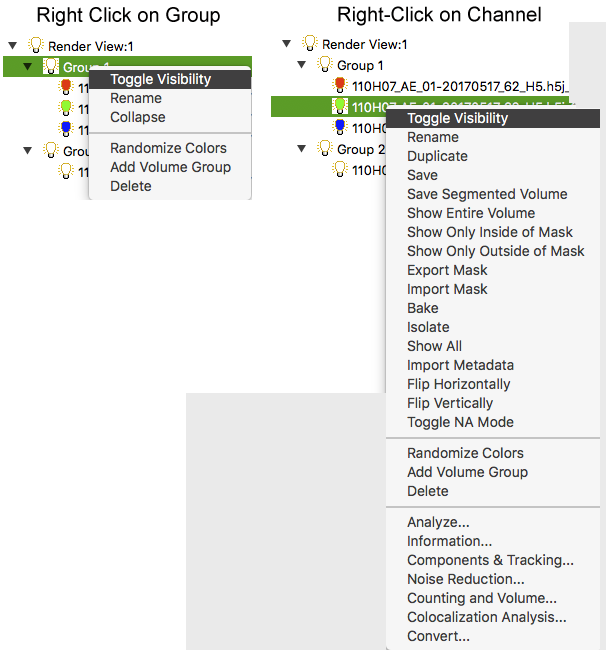 Right Click on Group
Render View:1
Group 1
Toggle Visibility
Rename
Collapse
Randomize Colors
Add Volume Group
Delete
11
11
11
Grou
11
Right-Click on Channel
Render View:1
Group 1
110H07_AE_01-20170517_62_H5.h5j_
110H07_AE_01-20170517_62_H5.h5j_
110H0
Group 2
110H0
Toggle Visibility
Rename
Duplicate
Save
Save Segmented Volume
Show Entire Volume
Show Only Inside of Mask
Show Only Outside of Mask
Export Mask
Import Mask
Bake
Isolate
Show All
Import Metadata
Flip Horizontally
Flip Vertically
Toggle NA Mode
Randomize Colors
Add Volume Group
Delete
Analyze...
Information...
Components & Tracking...
Noise Reduction...
Counting and Volume...
Colocalization Analysis...
Convert...